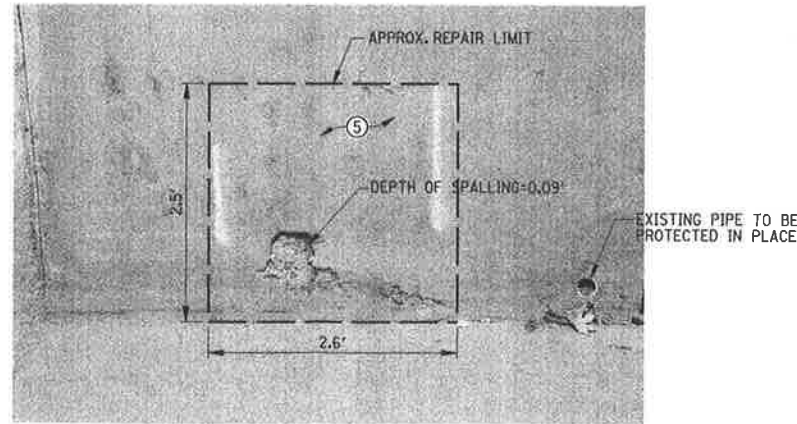 APPROX. REPAIR LIMIT
5
2.5'
DEPTH OF SPALLING=0.09'
EXISTING PIPE TO BE
PROTECTED IN PLACE
2.6'